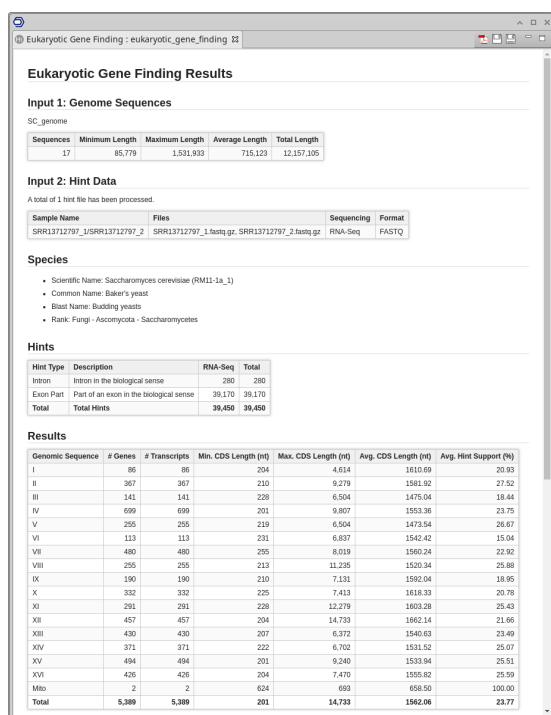 Eukaryotic Gene Finding : eukaryotic_gene_finding
Eukaryotic Gene Finding Results
Input 1: Genome Sequences
SC_genome
Sequences Minimum Length Maximum Length Average Length Total Length
17 85,779 1,531,933 715,123 12,157,105
Input 2: Hint Data
A total of 1 hint file has been processed.
Sample Name Files Sequencing Format
SRR13712797_1/SRR13712797_2 SRR13712797_1.fastq.gz, SRR13712797_2.fastq.gz RNA-Seq FASTQ
Species
• Scientific Name: Saccharomyces cerevisiae (RM11-1a_1)
• Common Name: Baker's yeast
• Blast Name: Budding yeasts
• Rank: Fungi - Ascomycota - Saccharomycetes
Hints
Hint Type Description RNA-Seq Total
Intron Intron in the biological sense 280 280
Exon Part Part of an exon in the biological sense 39,170 39,170
Total Total Hints 39,450 39,450
Results
Genomic Sequence # Genes # Transcripts Min. CDS Length (nt) Max. CDS Length (nt) Avg. CDS Length (nt) Avg. Hint Support (%)
I 86 86 204 4,614 1610.69 20.93
II 367 367 210 9,279 1581.92 27.52
III 141 141 228 6,504 1475.04 18.44
IV 699 699 201 9,807 1553.36 23.75
V 255 255 219 6,504 1473.54 26.67
VI 113 113 231 6,837 1542.42 15.04
VII 480 480 255 8,019 1560.24 22.92
VIII 255 255 213 11,235 1520.34 25.88
IX 190 190 210 7,131 1592.04 18.95
X 332 332 225 7,413 1618.33 20.78
XI 291 291 228 12,279 1603.28 25.43
XII 457 457 204 14,733 1662.14 21.66
XIII 430 430 207 6,372 1540.63 23.49
XIV 371 371 222 6,702 1531.52 25.07
XV 494 494 201 9,240 1533.94 25.51
XVI 426 426 204 7,470 1555.82 25.59
Mito 2 2 624 693 658.50 100.00
Total 5,389 5,389 201 14,733 1562.06 23.77